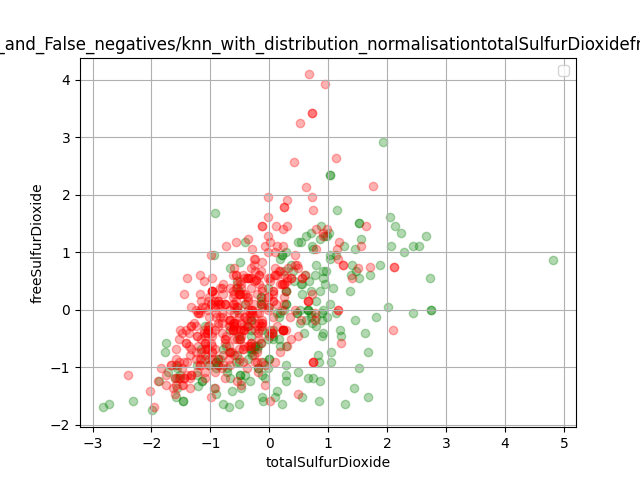 _and_False_negatives/knn_with_distribution_normalisationtotalSulfurDioxidefr
4
3
2
1
0
−1
−2
freeSulfurDioxide
−3 −2 −1 0 1 2 3 4 5
totalSulfurDioxide